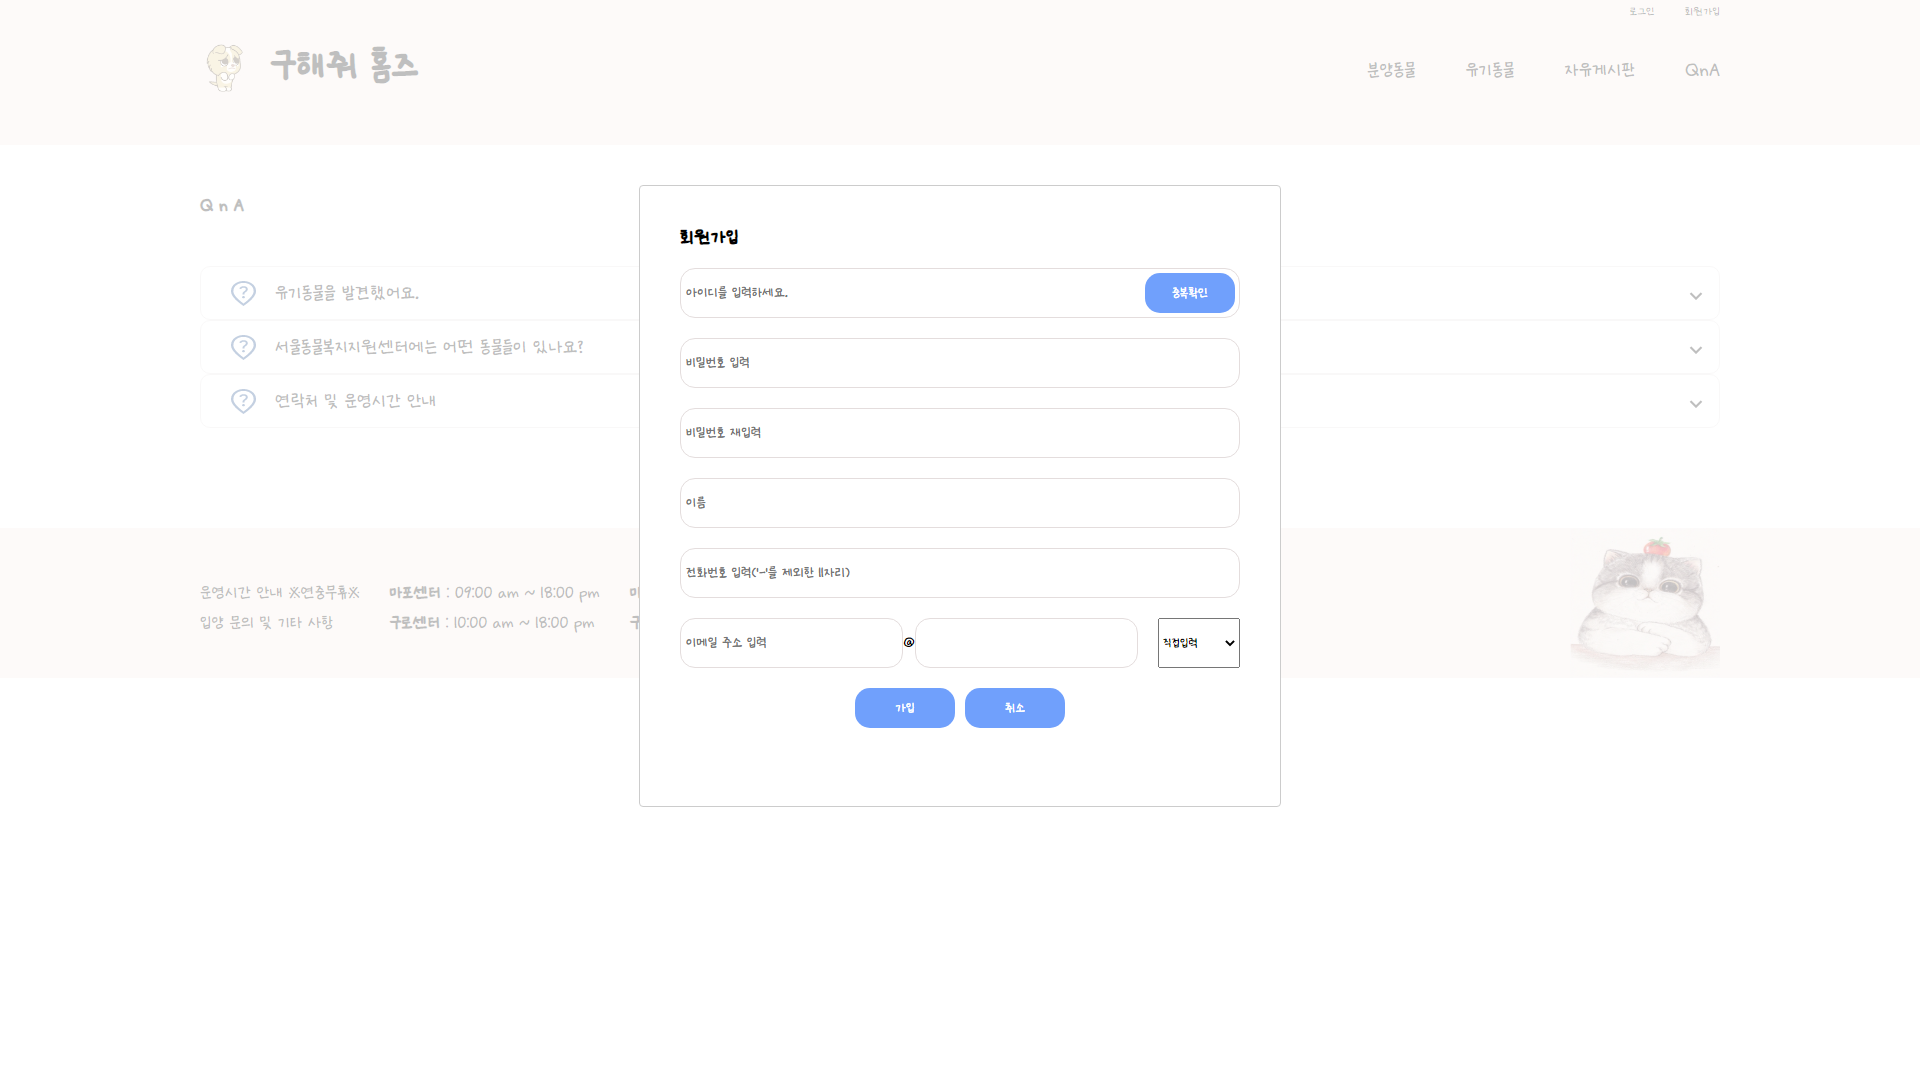 로그인 회원가입
구해줘 홈즈
분양동물 유기동물 자유게시판 QnA
QnA
유기동물을 발견했어요.
서울동물복지지원센터에는 어떤 동물들이 있나요?
연락처 및 운영시간 안내
회원가입
아이디를 입력하세요. 중복확인
비밀번호 입력
비밀번호 재입력
이름
전화번호 입력('-'를 제외한 11자리)
이메일 주소 입력 @ 직접입력
가입 취소
운영시간 안내 ※연중무휴※ 마포센터 : 09:00 am ~ 18:00 pm
입양 문의 및 기타 사항 구로센터 : 10:00 am ~ 18:00 pm